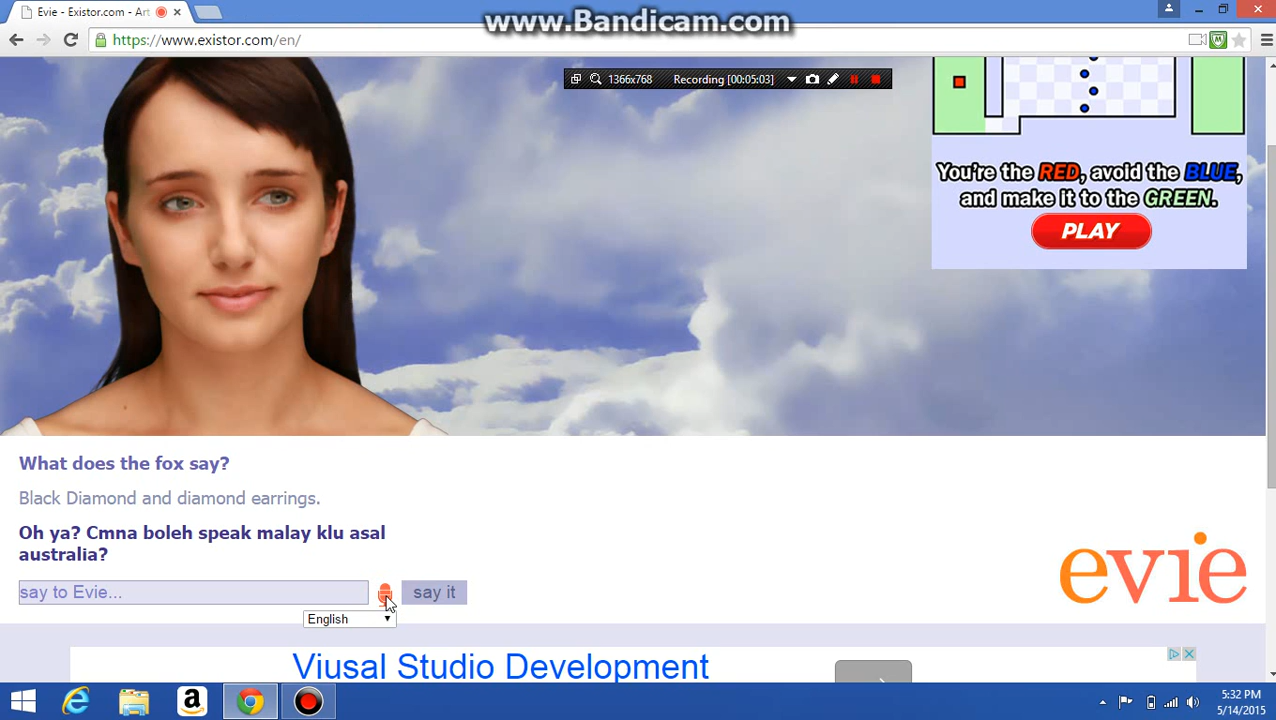 Evie - Existor.com - Art
www.Bandicam.com
https://www.existor.com/en/
1366x768 Recording [00:05:03]
You're the RED, avoid the BLUE,
and make it to the GREEN.
PLAY
What does the fox say?
Black Diamond and diamond earrings.
Oh ya? Cmna boleh speak malay klu asal
australia?
say to Evie...
say it
English
evie
Viusal Studio Development
5:32 PM
5/14/2015